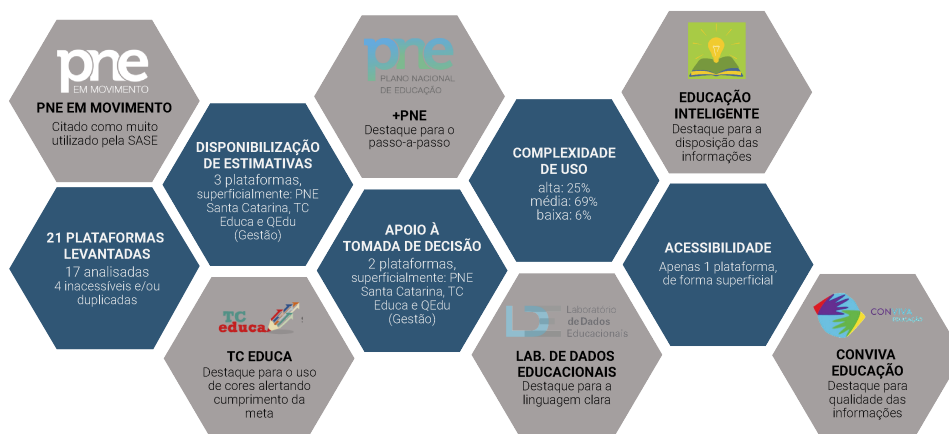 pne
EM MOVIMENTO
PNE EM MOVIMENTO
Citado como muito
utilizado pela SASE
DISPONIBILIZAÇÃO
DE ESTIMATIVAS
3 plataformas,
superficialmente: PNE
Santa Catarina, TC
Educa e QEdu
(Gestão)
pne
PLANO NACIONAL
DE EDUCAÇÃO
+PNE
Destaque para o
passo-a-passo
COMPLEXIDADE
DE USO
alta: 25%
média: 69%
baixa: 6%
EDUCAÇÃO
INTELIGENTE
Destaque para a
disposição das
informações
21 PLATAFORMAS
LEVANTADAS
17 analisadas
4 inacessíveis e/ou
duplicadas
APOIO À
TOMADA DE DECISÃO
2 plataformas,
superficialmente: PNE
Santa Catarina, TC
Educa e QEdu
(Gestão)
ACESSIBILIDADE
Apenas 1 plataforma,
de forma superficial
TC
educa
TC EDUCA
Destaque para o uso
de cores alertando
cumprimento da
meta
LDE
Laboratório
de Dados
Educacionais
LAB. DE DADOS
EDUCACIONAIS
Destaque para a
linguagem clara
CONVIVA
EDUCAÇÃO
CONVIVA
EDUCAÇÃO
Destaque para
qualidade das
informações